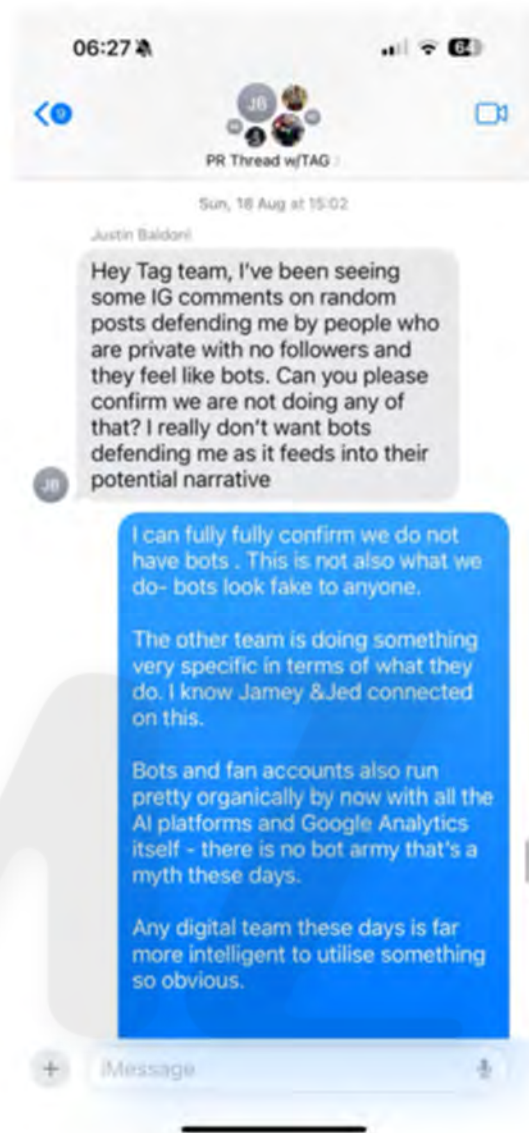 06:27
64
9
JB
PR Thread w/TAG
Sun, 18 Aug at 15:02
Justin Baldoni
Hey Tag team, I've been seeing
some IG comments on random
posts defending me by people who
are private with no followers and
they feel like bots. Can you please
confirm we are not doing any of
that? I really don't want bots
defending me as it feeds into their
potential narrative
JB
I can fully fully confirm we do not
have bots . This is not also what we
do- bots look fake to anyone.
The other team is doing something
very specific in terms of what they
do. I know Jamey &Jed connected
on this.
Bots and fan accounts also run
pretty organically by now with all the
AI platforms and Google Analytics
itself - there is no bot army that's a
myth these days.
Any digital team these days is far
more intelligent to utilise something
so obvious.
iMessage